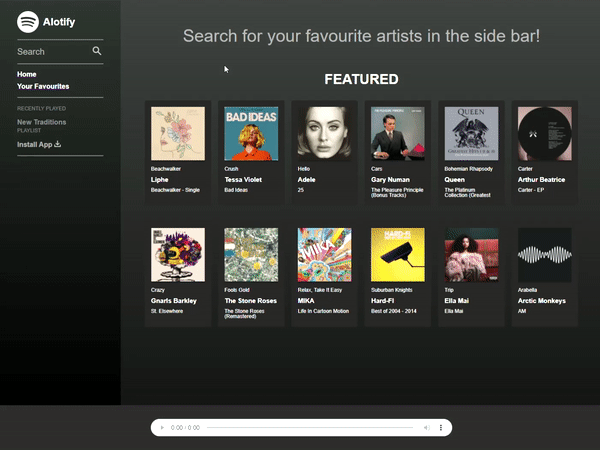 Alotify
Search
Home
Your Favourites
RECENTLY PLAYED
New Traditions
PLAYLIST
Install App
Search for your favourite artists in the side bar!
FEATURED
Beachwalker
Liphe
Beachwalker - Single
BAD IDEAS
Crush
Tessa Violet
Bad Ideas
Hello
Adele
25
Cars
Gary Numan
The Pleasure Principle
(Bonus Tracks)
QUEEN
Bohemian Rhapsody
Queen
The Platinum
Collection (Greatest
Carter
Arthur Beatrice
Carter - EP
Crazy
Gnarls Barkley
St. Elsewhere
Fools Gold
The Stone Roses
The Stone Roses
(Remastered)
MIKA
Relax, Take It Easy
MIKA
Life In Cartoon Motion
HARD-FI
Suburban Knights
Hard-FI
Best of 2004 - 2014
Trip
Ella Mai
Ella Mai
Arabella
Arctic Monkeys
AM
0:00 / 0:00